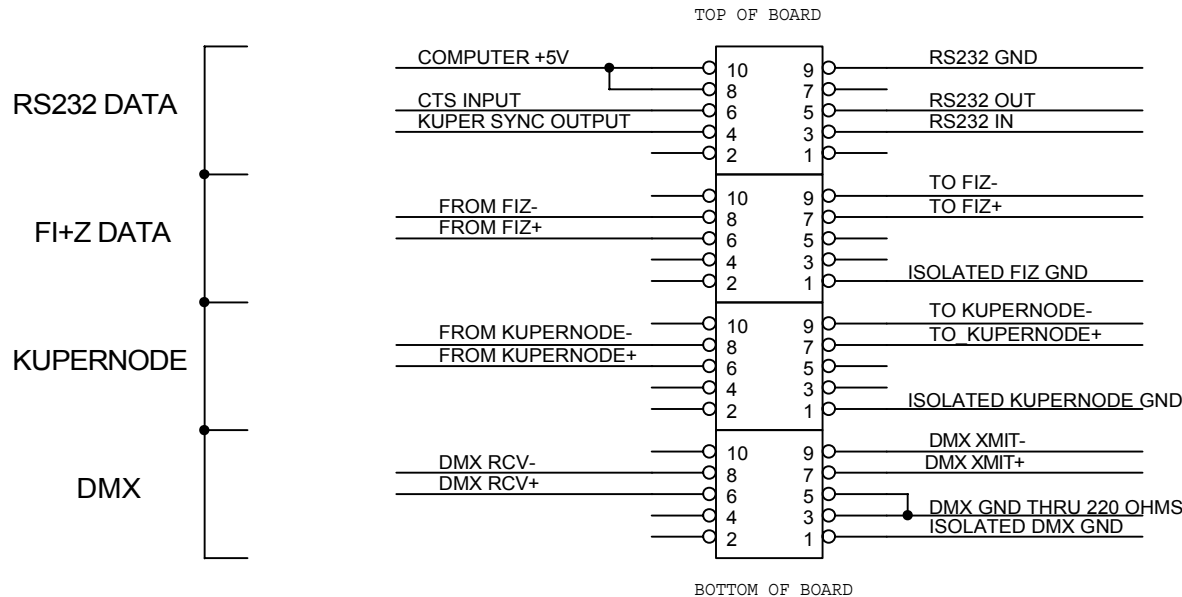 TOP OF BOARD
RS232 DATA
COMPUTER +5V
10 9
RS232 GND
8 7
CTS INPUT
6 5
RS232 OUT
KUPER SYNC OUTPUT
4 3
RS232 IN
2 1
FI+Z DATA
10 9
TO FIZ-
FROM FIZ-
8 7
TO FIZ+
FROM FIZ+
6 5
4 3
2 1
ISOLATED FIZ GND
KUPERNODE
10 9
TO KUPERNODE-
FROM KUPERNODE-
8 7
TO_KUPERNODE+
FROM KUPERNODE+
6 5
4 3
2 1
ISOLATED KUPERNODE GND
DMX
10 9
DMX XMIT-
DMX RCV-
8 7
DMX XMIT+
DMX RCV+
6 5
4 3
DMX GND THRU 220 OHMS
2 1
ISOLATED DMX GND
BOTTOM OF BOARD